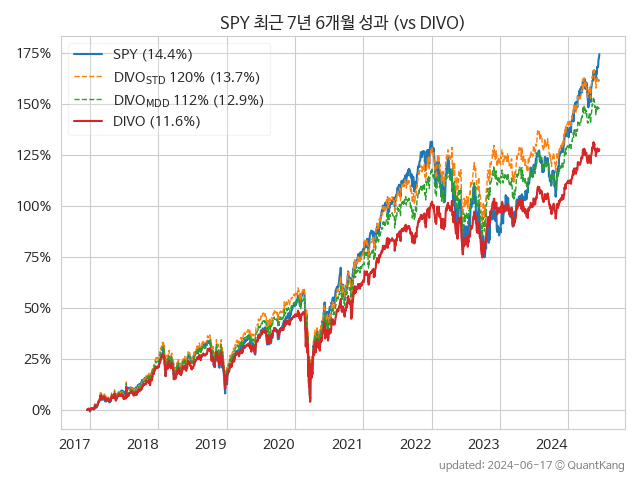 SPY 최근 7년 6개월 성과 (vs DIVO)
175%
150%
125%
100%
75%
50%
25%
0%
SPY (14.4%)
DIVO_STD 120% (13.7%)
DIVO_MDD 112% (12.9%)
DIVO (11.6%)
2017 2018 2019 2020 2021 2022 2023 2024
updated: 2024-06-17 © QuantKang